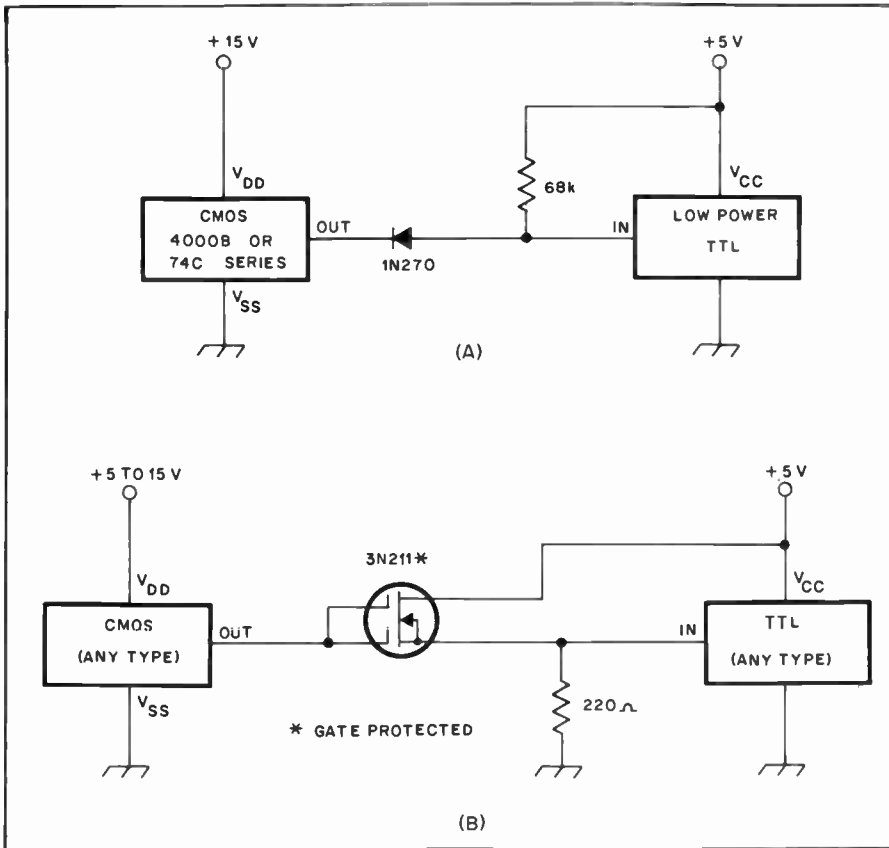 + 15 V
+5 V
V DD
CMOS
4000B OR
74C SERIES
V SS
OUT
1N270
68k
V CC
IN
LOW POWER
TTL
(A)
+ 5 TO 15 V
+ 5 V
3N211*
V DD
CMOS
(ANY TYPE)
V SS
OUT
V CC
IN
TTL
(ANY TYPE)
220 Ω
* GATE PROTECTED
(B)